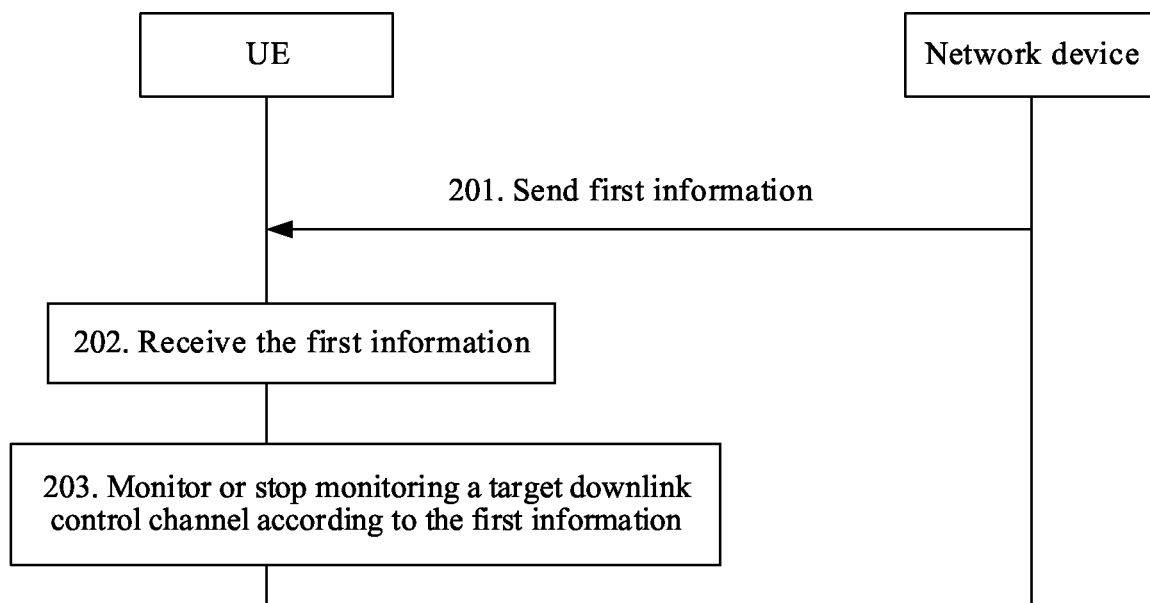 UE
Network device
201. Send first information
202. Receive the first information
203. Monitor or stop monitoring a target downlink
control channel according to the first information